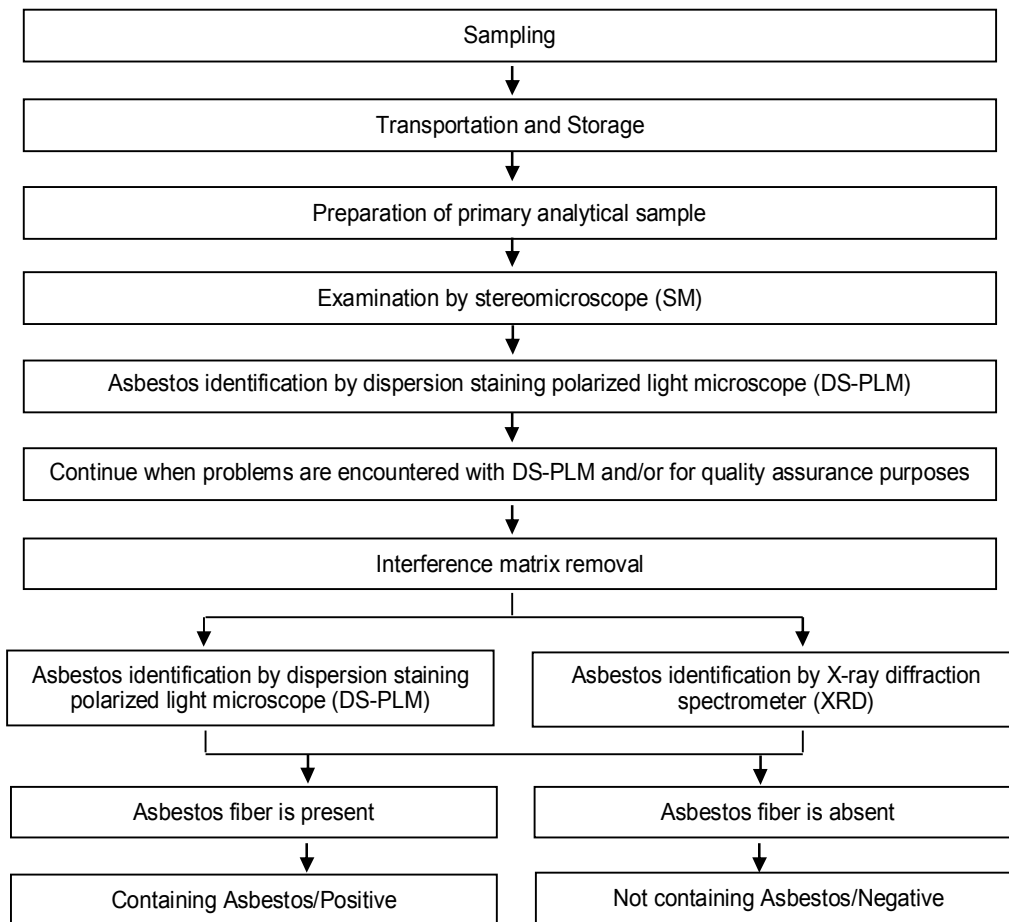 Sampling
Transportation and Storage
Preparation of primary analytical sample
Examination by stereomicroscope (SM)
Asbestos identification by dispersion staining polarized light microscope (DS-PLM)
Continue when problems are encountered with DS-PLM and/or for quality assurance purposes
Interference matrix removal
Asbestos identification by dispersion staining
polarized light microscope (DS-PLM)
Asbestos identification by X-ray diffraction
spectrometer (XRD)
Asbestos fiber is present
Asbestos fiber is absent
Containing Asbestos/Positive
Not containing Asbestos/Negative